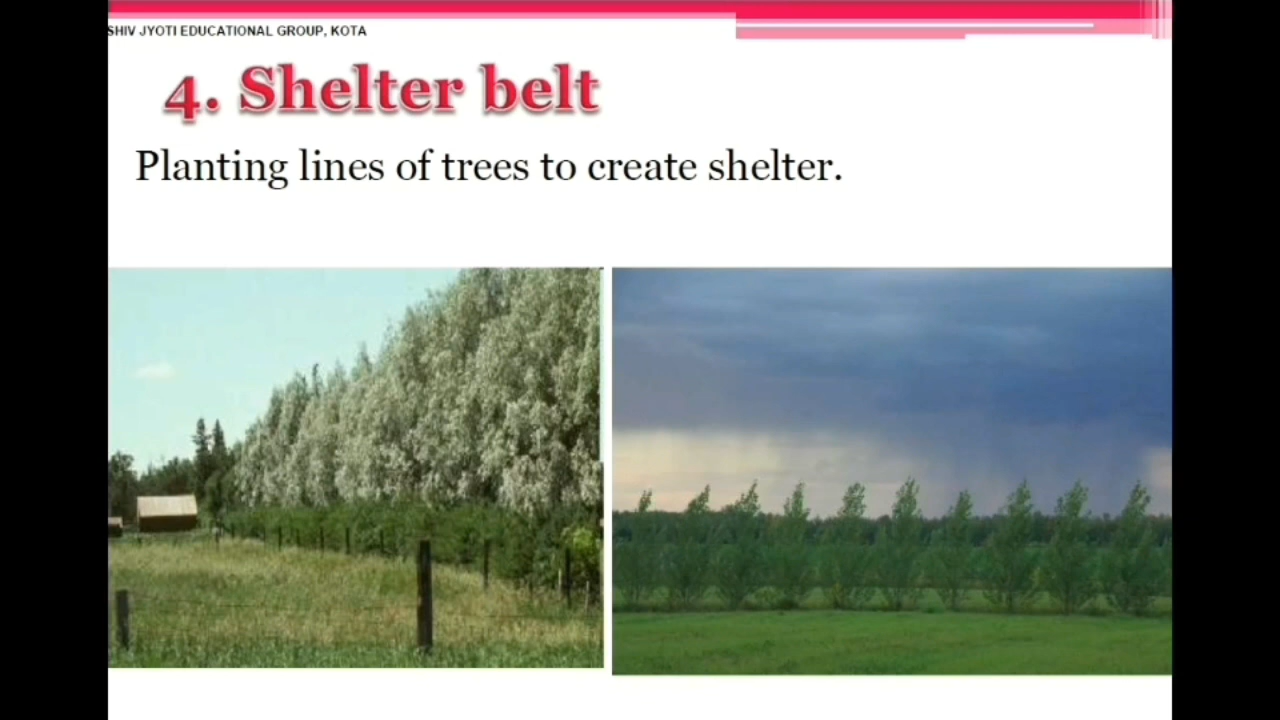 SHIV JYOTI EDUCATIONAL GROUP, KOTA
4. Shelter belt
Planting lines of trees to create shelter.